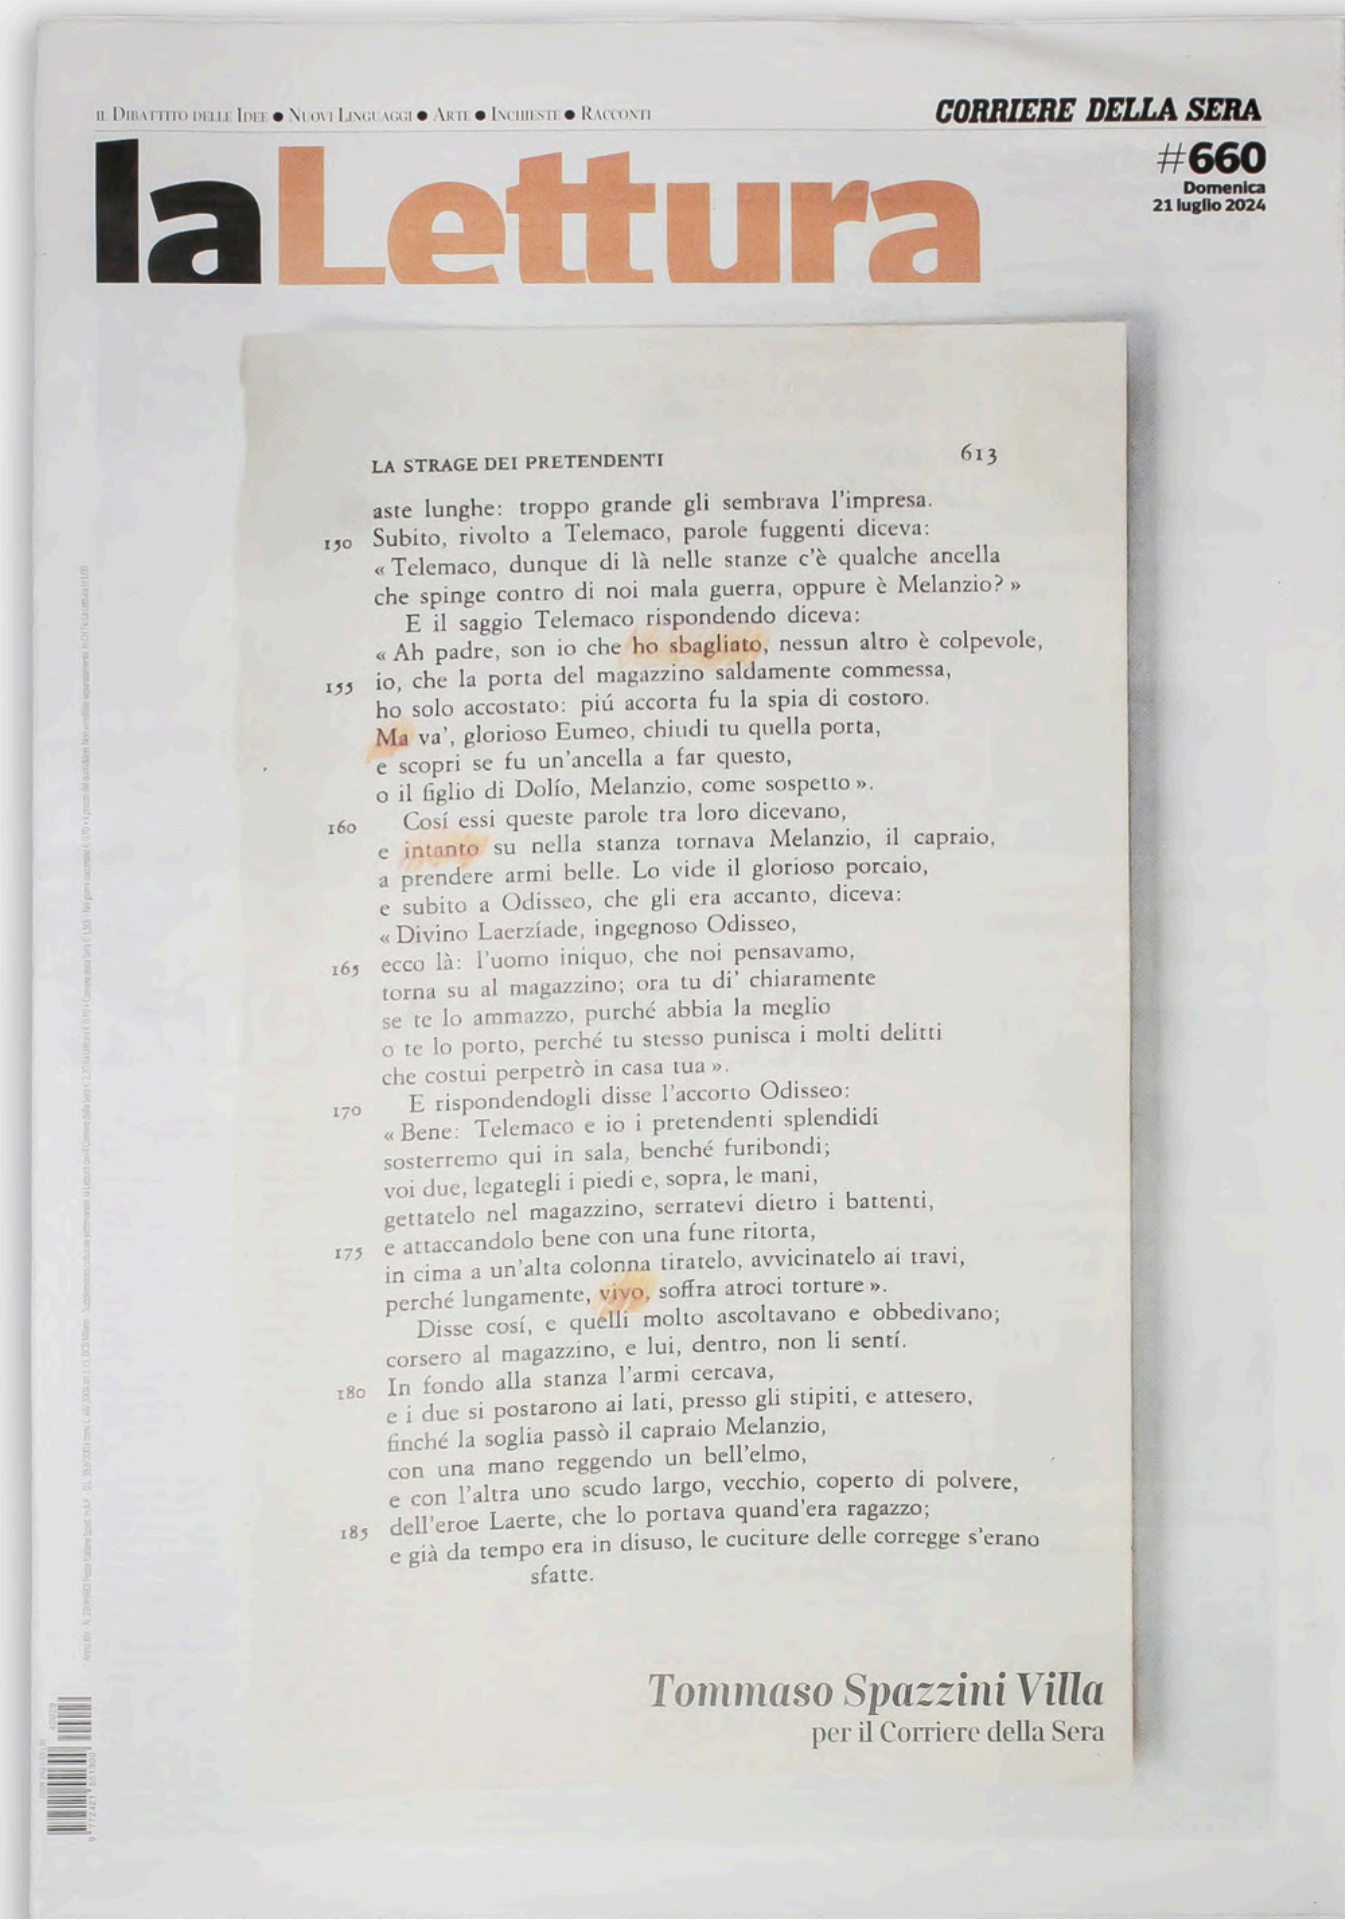 IL DIBATTITO DELLE IDEE ● NUOVI LINGUAGGI ● ARTE ● INCHIESTE ● RACCONTI
CORRIERE DELLA SERA
laLettura
#660
Domenica
21 luglio 2024
LA STRAGE DEI PRETENDENTI 613
aste lunghe: troppo grande gli sembrava l'impresa.
150 Subito, rivolto a Telemaco, parole fuggenti diceva:
« Telemaco, dunque di là nelle stanze c'è qualche ancella
che spinge contro di noi mala guerra, oppure è Melanzio? »
E il saggio Telemaco rispondendo diceva:
« Ah padre, son io che ho sbagliato, nessun altro è colpevole,
155 io, che la porta del magazzino saldamente commessa,
ho solo accostato: piú accorta fu la spia di costoro.
Ma va', glorioso Eumeo, chiudi tu quella porta,
e scopri se fu un'ancella a far questo,
o il figlio di Dolío, Melanzio, come sospetto ».
160 Cosí essi queste parole tra loro dicevano,
e intanto su nella stanza tornava Melanzio, il capraio,
a prendere armi belle. Lo vide il glorioso porcaio,
e subito a Odisseo, che gli era accanto, diceva:
« Divino Laerzíade, ingegnoso Odisseo,
165 ecco là: l'uomo iniquo, che noi pensavamo,
torna su al magazzino; ora tu di' chiaramente
se te lo ammazzo, purché abbia la meglio
o te lo porto, perché tu stesso punisca i molti delitti
che costui perpetrò in casa tua ».
170 E rispondendogli disse l'accorto Odisseo:
« Bene: Telemaco e io i pretendenti splendidi
sosterremo qui in sala, benché furibondi;
voi due, legategli i piedi e, sopra, le mani,
gettatelo nel magazzino, serratevi dietro i battenti,
175 e attaccandolo bene con una fune ritorta,
in cima a un'alta colonna tiratelo, avvicinatelo ai travi,
perché lungamente, vivo, soffra atroci torture ».
Disse cosí, e quelli molto ascoltavano e obbedivano;
corsero al magazzino, e lui, dentro, non li sentí.
180 In fondo alla stanza l'armi cercava,
e i due si postarono ai lati, presso gli stipiti, e attesero,
finché la soglia passò il capraio Melanzio,
con una mano reggendo un bell'elmo,
e con l'altra uno scudo largo, vecchio, coperto di polvere,
185 dell'eroe Laerte, che lo portava quand'era ragazzo;
e già da tempo era in disuso, le cuciture delle corregge s'erano
sfatte.
Tommaso Spazzini Villa
per il Corriere della Sera